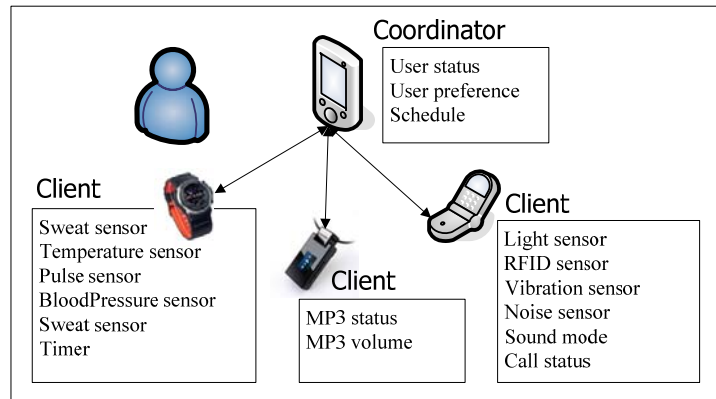 Coordinator
User status
User preference
Schedule
Client
Sweat sensor
Temperature sensor
Pulse sensor
BloodPressure sensor
Sweat sensor
Timer
Client
MP3 status
MP3 volume
Client
Light sensor
RFID sensor
Vibration sensor
Noise sensor
Sound mode
Call status